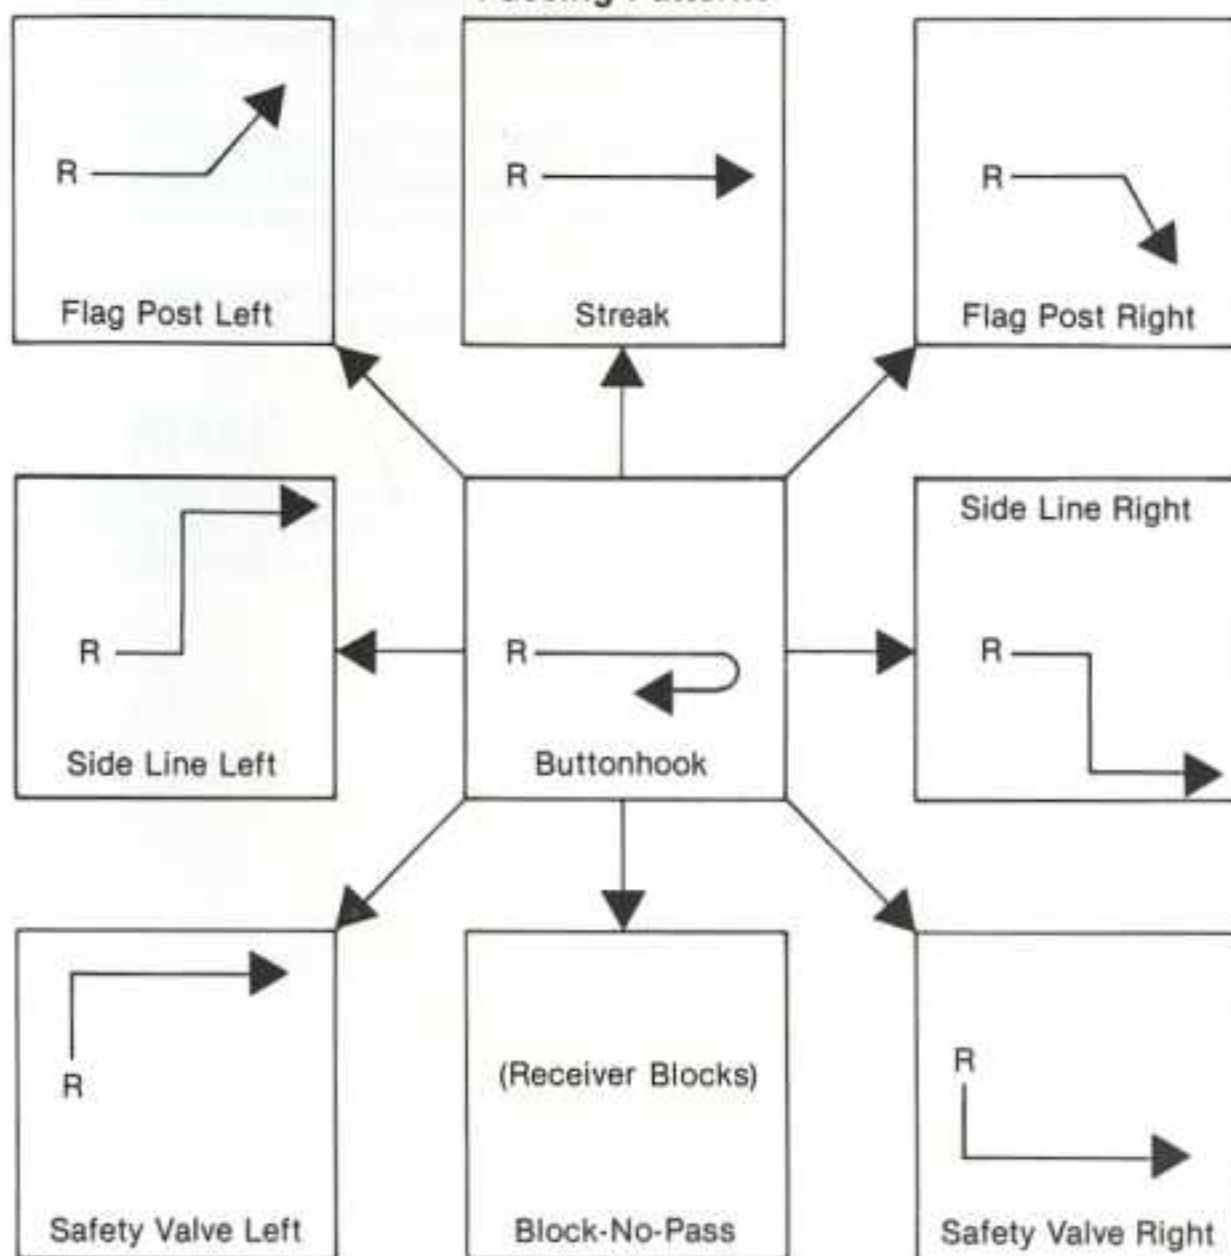 R
Flag Post Left
R
Streak
R
Flag Post Right
R
Side Line Left
R
Buttonhook
Side Line Right
R
R
Safety Valve Left
(Receiver Blocks)
Block-No-Pass
R
Safety Valve Right